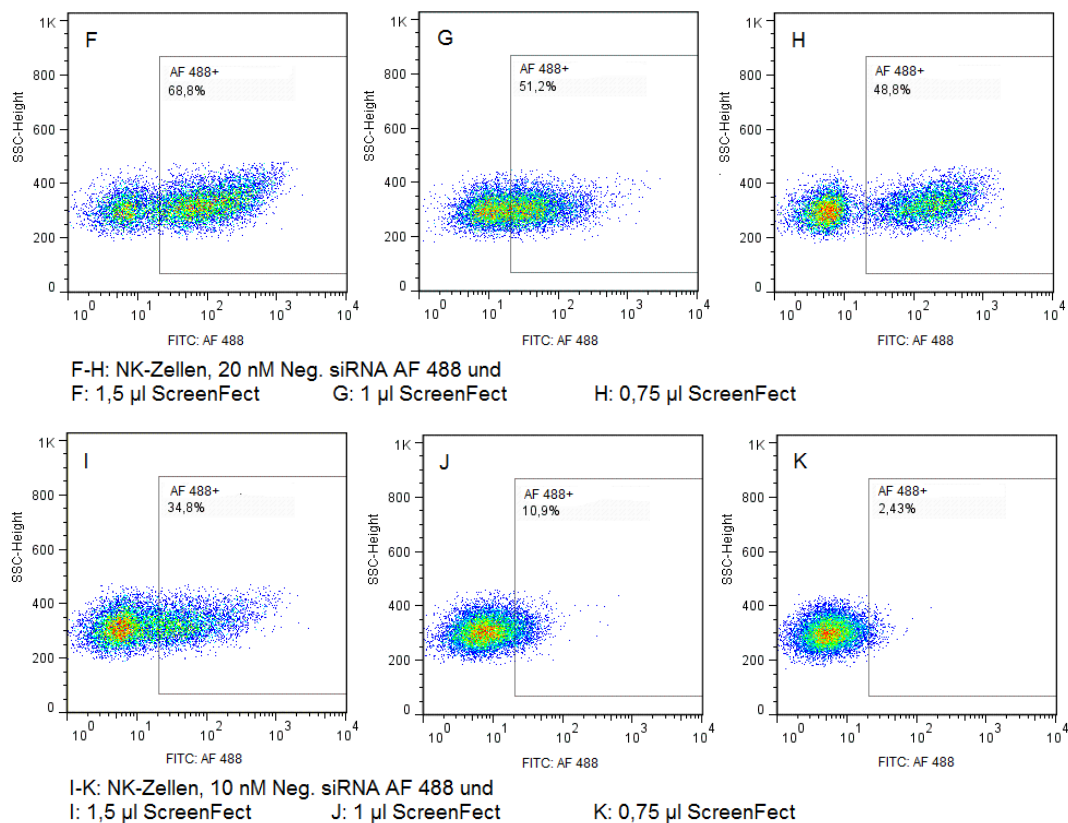 F
AF 488+
68,8%
1K
800
600
400
200
0
SSC-Height
10^0 10^1 10^2 10^3 10^4
FITC: AF 488
G
AF 488+
51,2%
1K
800
600
400
200
0
SSC-Height
10^0 10^1 10^2 10^3 10^4
FITC: AF 488
H
AF 488+
48,8%
1K
800
600
400
200
0
SSC-Height
10^0 10^1 10^2 10^3 10^4
FITC: AF 488
F-H: NK-Zellen, 20 nM Neg. siRNA AF 488 und
F: 1,5 µl ScreenFect G: 1 µl ScreenFect H: 0,75 µl ScreenFect
I
AF 488+
34,8%
1K
800
600
400
200
0
SSC-Height
10^0 10^1 10^2 10^3 10^4
FITC: AF 488
J
AF 488+
10,9%
1K
800
600
400
200
0
SSC-Height
10^0 10^1 10^2 10^3 10^4
FITC: AF 488
K
AF 488+
2,43%
1K
800
600
400
200
0
SSC-Height
10^0 10^1 10^2 10^3 10^4
FITC: AF 488
I-K: NK-Zellen, 10 nM Neg. siRNA AF 488 und
I: 1,5 µl ScreenFect J: 1 µl ScreenFect K: 0,75 µl ScreenFect